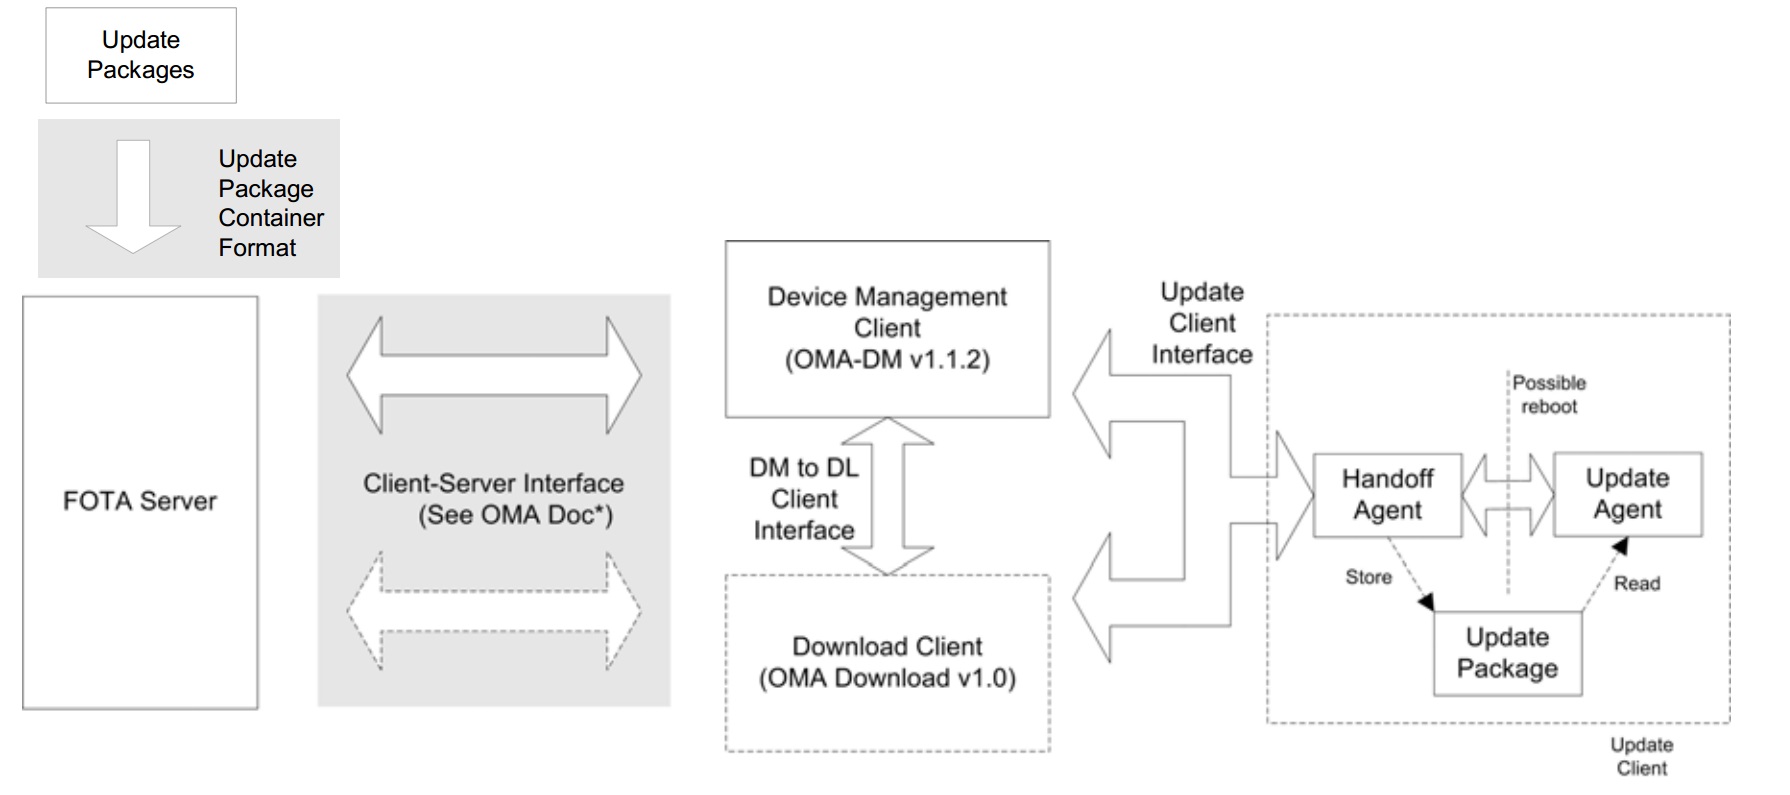 Update
Packages
Update
Package
Container
Format
FOTA Server
Client-Server Interface
(See OMA Doc*)
Device Management
Client
(OMA-DM v1.1.2)
DM to DL
Client
Interface
Download Client
(OMA Download v1.0)
Update
Client
Interface
Possible
reboot
Handoff
Agent
Update
Agent
Store
Read
Update
Package
Update
Client